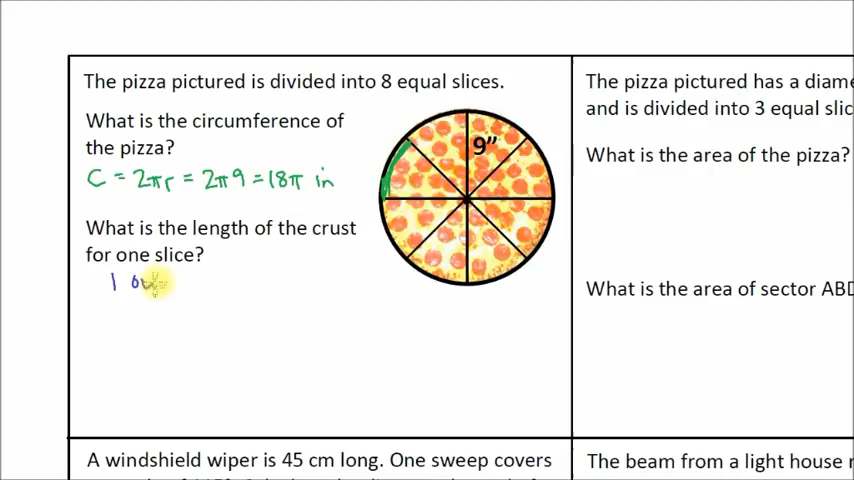 The pizza pictured is divided into 8 equal slices.
What is the circumference of
the pizza?
C = 2πr = 2π9 = 18π in
What is the length of the crust
for one slice?
1
9”
The pizza pictured has a diame
and is divided into 3 equal slic
What is the area of the pizza?
What is the area of sector ABD
A windshield wiper is 45 cm long. One sweep covers
The beam from a light house r